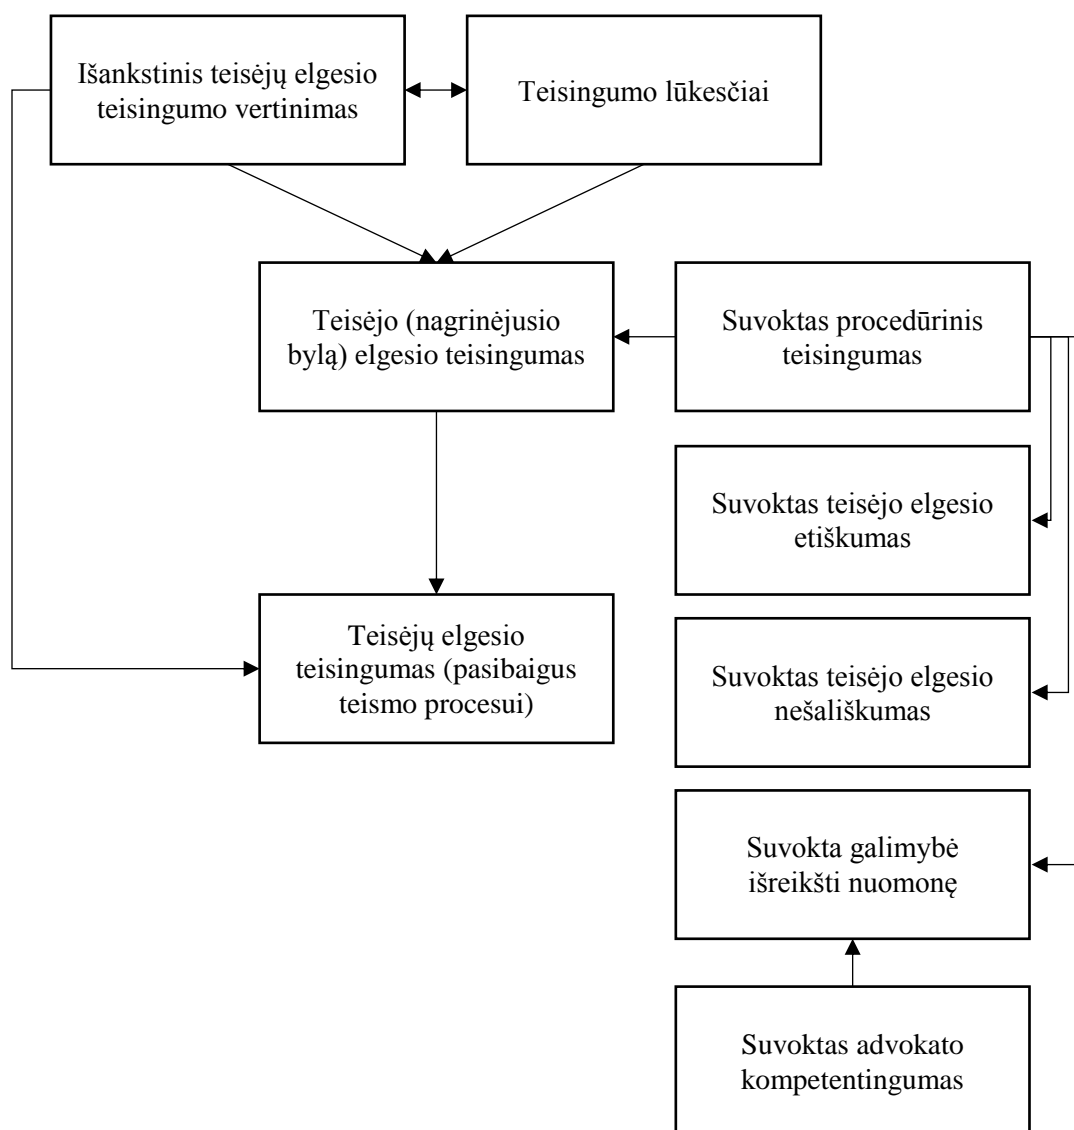 Išankstinis teisėjų elgesio
teisingumo vertinimas
Teisingumo lūkesčiai
Teisėjo (nagrinėjusio
bylą) elgesio teisingumas
Suvoktas procedūrinis
teisingumas
Suvoktas teisėjo elgesio
etiškumas
Teisėjų elgesio
teisingumas (pasibaigus
teismo procesui)
Suvoktas teisėjo elgesio
nešališkumas
Suvokta galimybė
išreikšti nuomonę
Suvoktas advokato
kompetentingumas